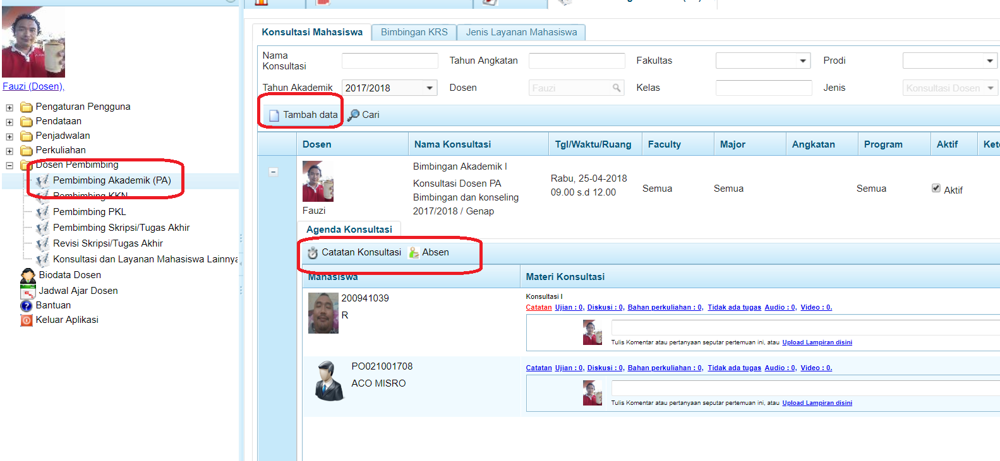 Fauzi (Dosen),
Pengaturan Pengguna
Pendataan
Penjadwalan
Perkuliahan
Dosen Pembimbing
Pembimbing Akademik (PA)
Pembimbing KKN
Pembimbing PKL
Pembimbing Skripsi/Tugas Akhir
Revisi Skripsi/Tugas Akhir
Konsultasi dan Layanan Mahasiswa Lainnya
Biodata Dosen
Jadwal Ajar Dosen
Bantuan
Keluar Aplikasi
Konsultasi Mahasiswa Bimbingan KRS Jenis Layanan Mahasiswa
Nama Konsultasi Tahun Angkatan Fakultas Prodi
Tahun Akademik 2017/2018 Dosen Fauzi Kelas Jenis Konsultasi Dosen
Tambah data Cari
Dosen Nama Konsultasi Tgl/Waktu/Ruang Faculty Major Angkatan Program Aktif
Fauzi
Bimbingan Akademik I
Konsultasi Dosen PA
Bimbingan dan konseling
2017/2018 / Genap
Rabu, 25-04-2018
09.00 s.d 12.00
Semua Semua Semua Aktif
Agenda Konsultasi
Catatan Konsultasi Absen
Mahasiswa Materi Konsultasi
200941039
R
Konsultasi I
Catatan Ujian : 0, Diskusi : 0, Bahan perkuliahan : 0, Tidak ada tugas Audio : 0, Video : 0.
Tulis Komentar atau pertanyaan seputar pertemuan ini, atau Upload Lampiran disini
PO021001708
ACO MISRO
Catatan Ujian : 0, Diskusi : 0, Bahan perkuliahan : 0, Tidak ada tugas Audio : 0, Video : 0.
Tulis Komentar atau pertanyaan seputar pertemuan ini, atau Upload Lampiran disini